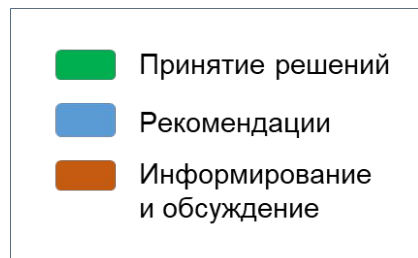 Принятие решений
Рекомендации
Информирование
и обсуждение